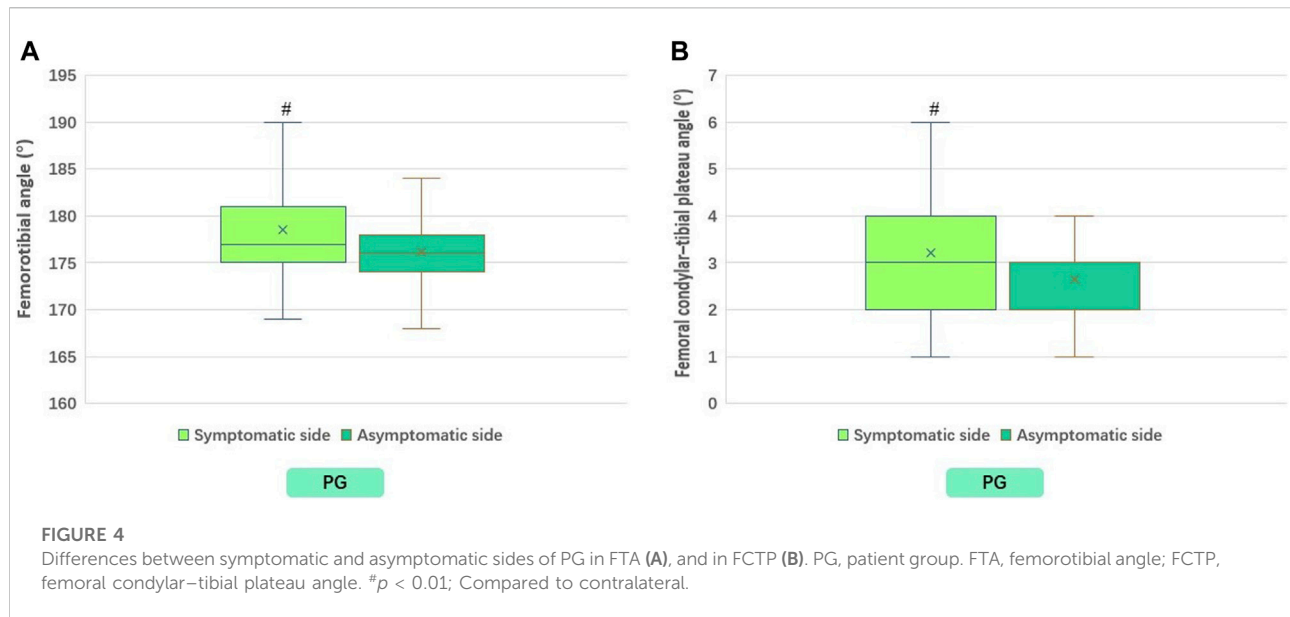 A
Femorotibial angle (°)
195
190
185
180
175
170
165
160
#
Symptomatic side Asymptomatic side
PG
B
Femoral condylar–tibial plateau angle (°)
7
6
5
4
3
2
1
0
#
Symptomatic side Asymptomatic side
PG
FIGURE 4
Differences between symptomatic and asymptomatic sides of PG in FTA (A), and in FCTP (B). PG, patient group. FTA, femorotibial angle; FCTP,
femoral condylar–tibial plateau angle. #p < 0.01; Compared to contralateral.